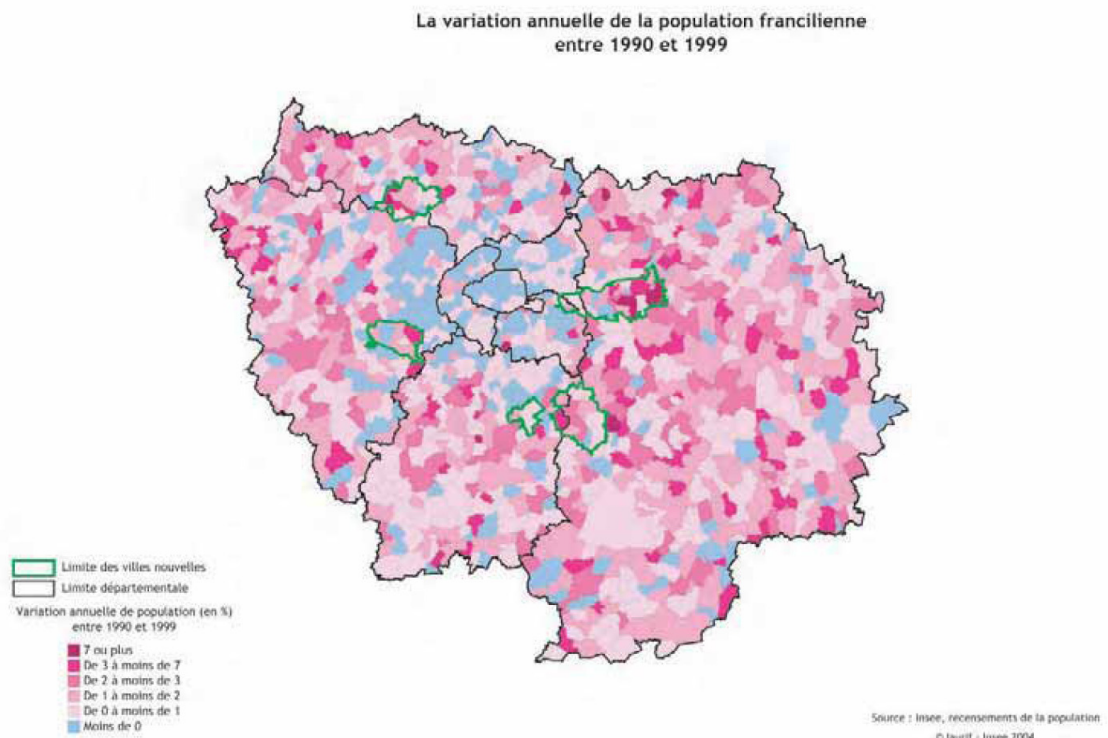 La variation annuelle de la population francilienne
entre 1990 et 1999
Limite des villes nouvelles
Limite départementale
Variation annuelle de population (en %)
entre 1990 et 1999
7 ou plus
De 3 à moins de 7
De 2 à moins de 3
De 1 à moins de 2
De 0 à moins de 1
Moins de 0
Source : Insee, recensements de la population
© Iaurif - Insee 2004